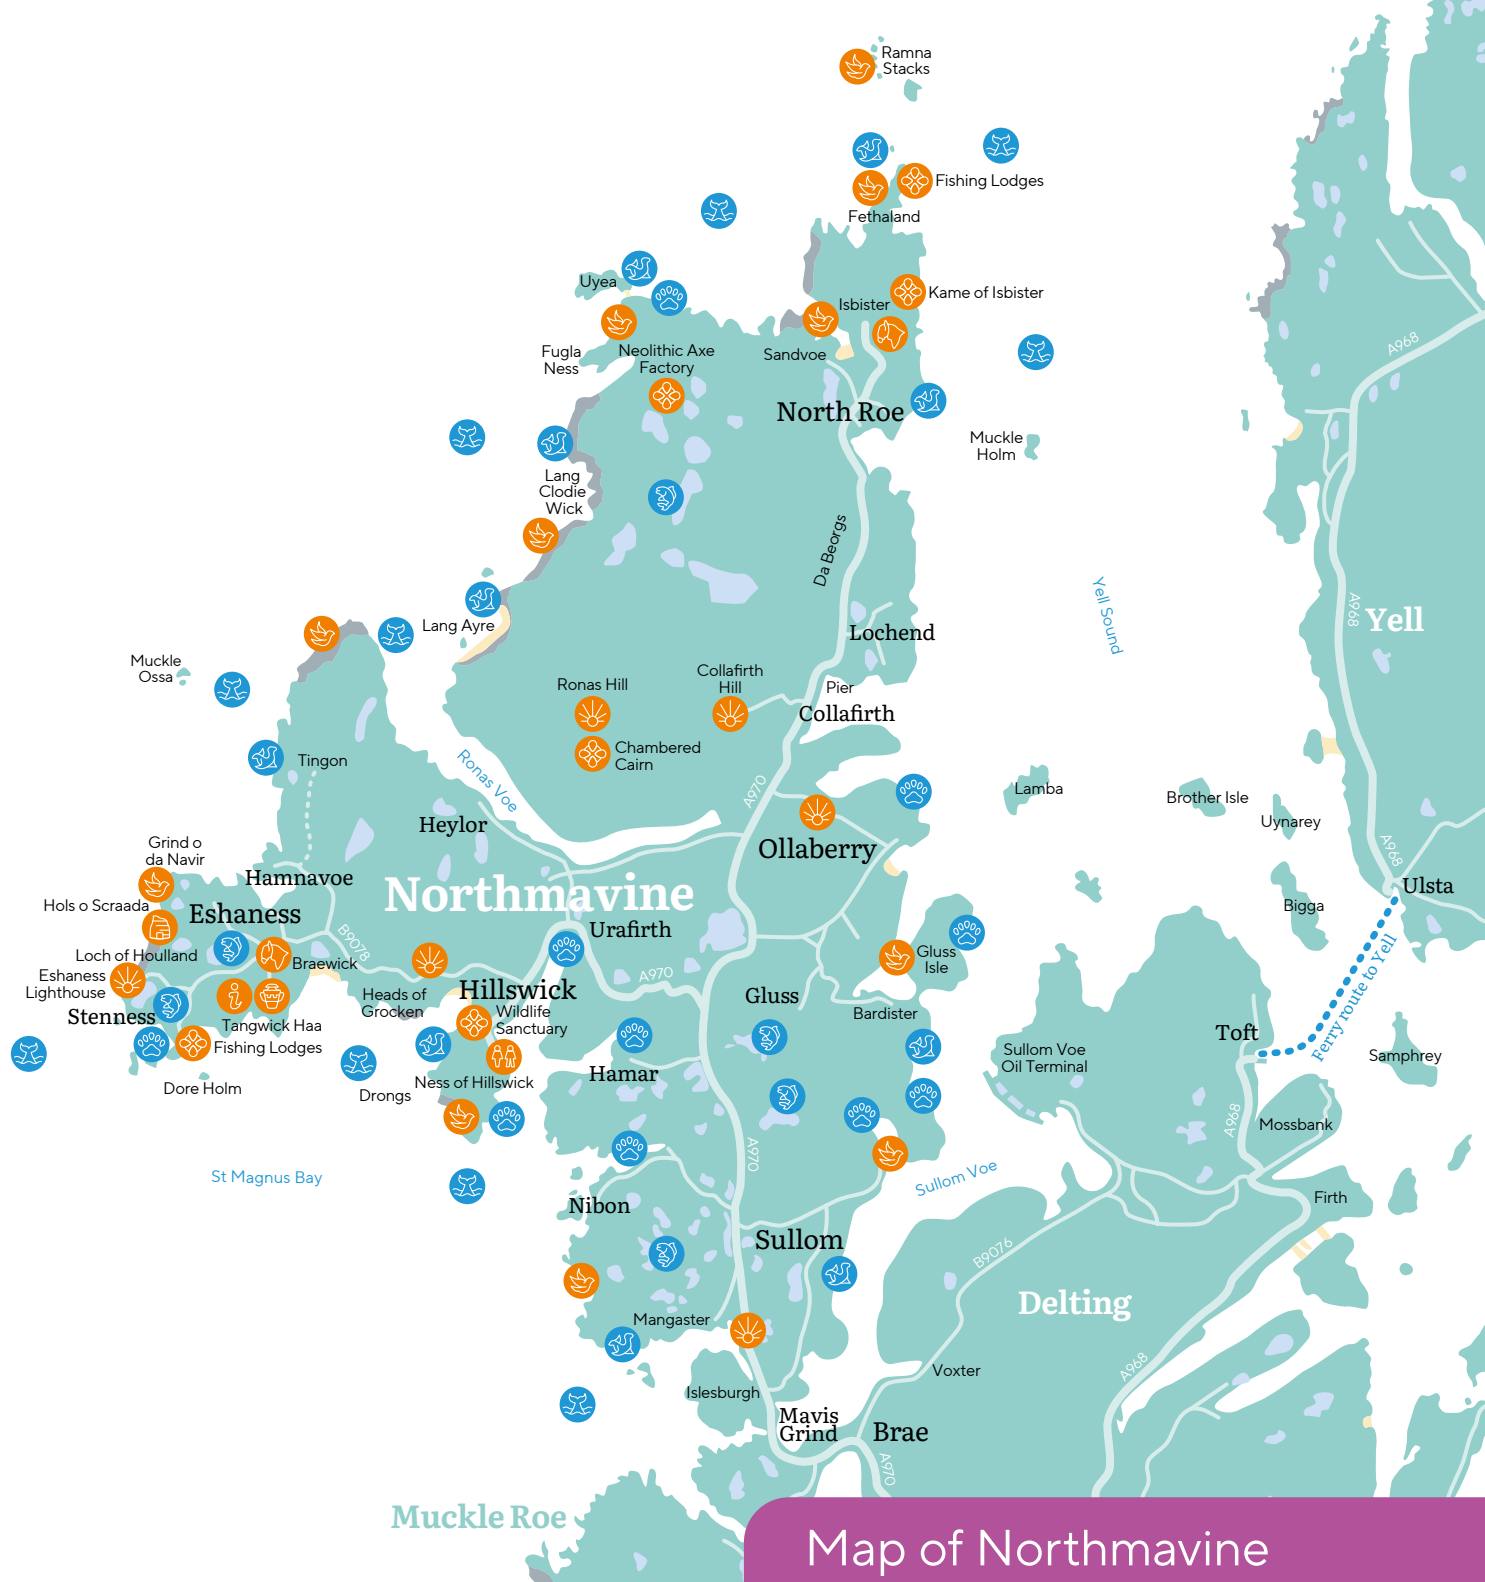 Ramna
Stacks
Fishing Lodges
Fethaland
Uyea
Kame of Isbister
Isbister
Fugla
Ness
Neolithic Axe
Factory
Sandvoe
A968
North Roe
Muckle
Holm
Lang
Clodie
Wick
Da Beorgs
Yell Sound
A968
Yell
Lang Ayre
Lochend
Muckle
Ossa
Ronas Hill
Collafirth
Hill
Pier
Collafirth
Chambered
Cairn
Tingon
Ronas Voe
A970
Lamba
Brother Isle
Uynarey
Heylor
Ollaberry
A968
Grind o
da Navir
Hamnavoe
Northmavine
Ulsta
Hols o Scraada
Eshaness
Bigga
Urafirth
B9078
Loch of Houlland
Braewick
Gluss
Isle
Ferry route to Yell
Eshaness
Lighthouse
A970
Heads of
Grocken
Hillswick
Gluss
Stenness
Tangwick Haa
Wildlife
Sanctuary
Bardister
Toft
Fishing Lodges
Sullom Voe
Oil Terminal
Samphrey
Dore Holm
Drongs
Ness of Hillswick
Hamar
A968
Mossbank
A970
St Magnus Bay
Sullom Voe
Nibon
Firth
Sullom
B9076
Delting
Mangaster
A968
Voxter
Islesburgh
Mavis
Grind
Brae
A970
Muckle Roe
Map of Northmavine